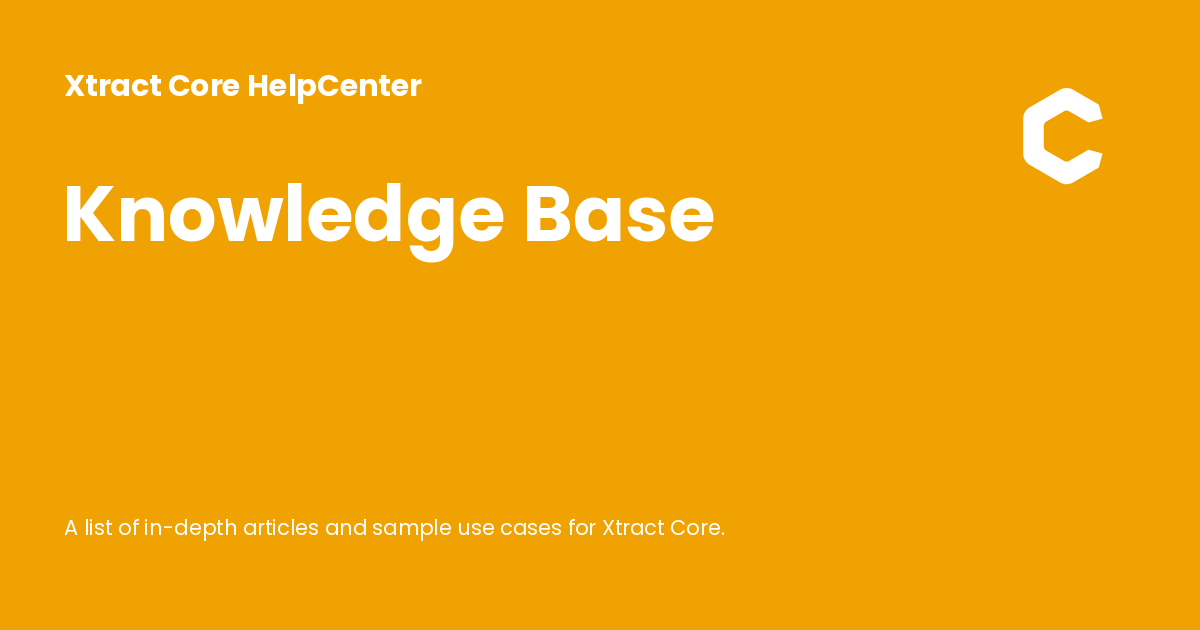 Xtract Core HelpCenter
Knowledge Base
A list of in-depth articles and sample use cases for Xtract Core.